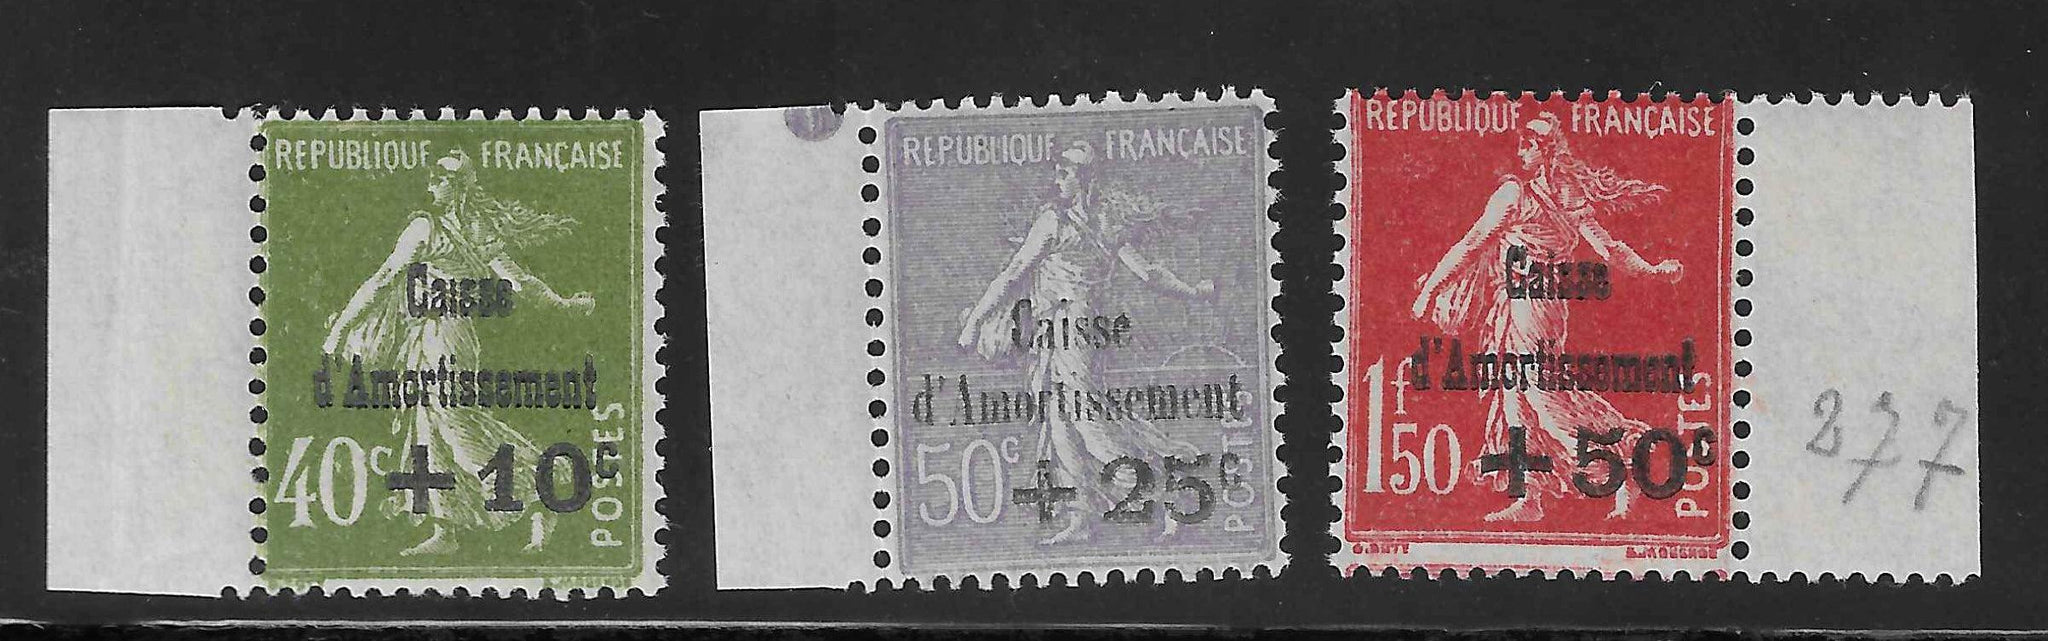 REPUBLIQUE FRANÇAISE
Caisse
d'Amortissement
40c +10c
POSTES
REPUBLIQUE FRANÇAISE
Caisse
d'Amortissement
50c +25c
POSTES
REPUBLIQUE FRANÇAISE
Caisse
d'Amortissement
1f50 +50c
POSTES
O.ROTY
277